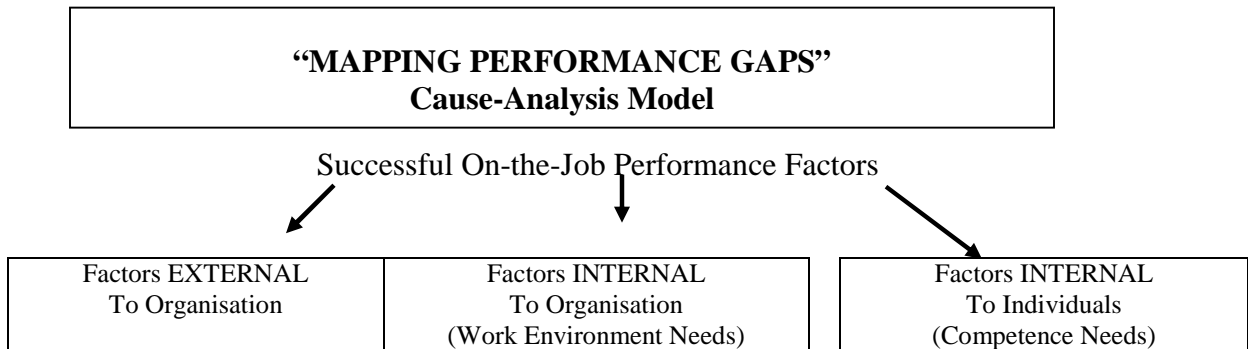 “MAPPING PERFORMANCE GAPS”
Cause-Analysis Model
Successful On-the-Job Performance Factors
Factors EXTERNAL
To Organisation
Factors INTERNAL
To Organisation
(Work Environment Needs)
Factors INTERNAL
To Individuals
(Competence Needs)